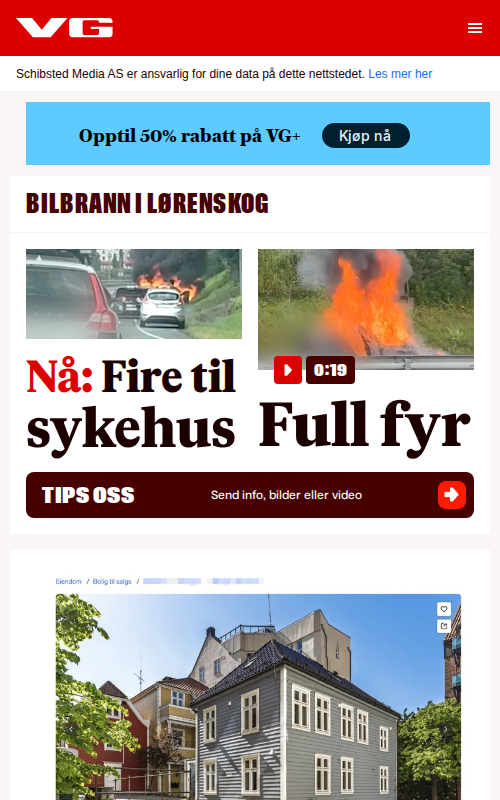 VG
Schibsted Media AS er ansvarlig for dine data på dette nettstedet. Les mer her
Opptil 50% rabatt på VG+
Kjøp nå
BILBRANN I LØRENSKOG
Nå: Fire til
sykehus
0:19
Full fyr
TIPS OSS
Send info, bilder eller video
Eiendom / Bolig til salgs /